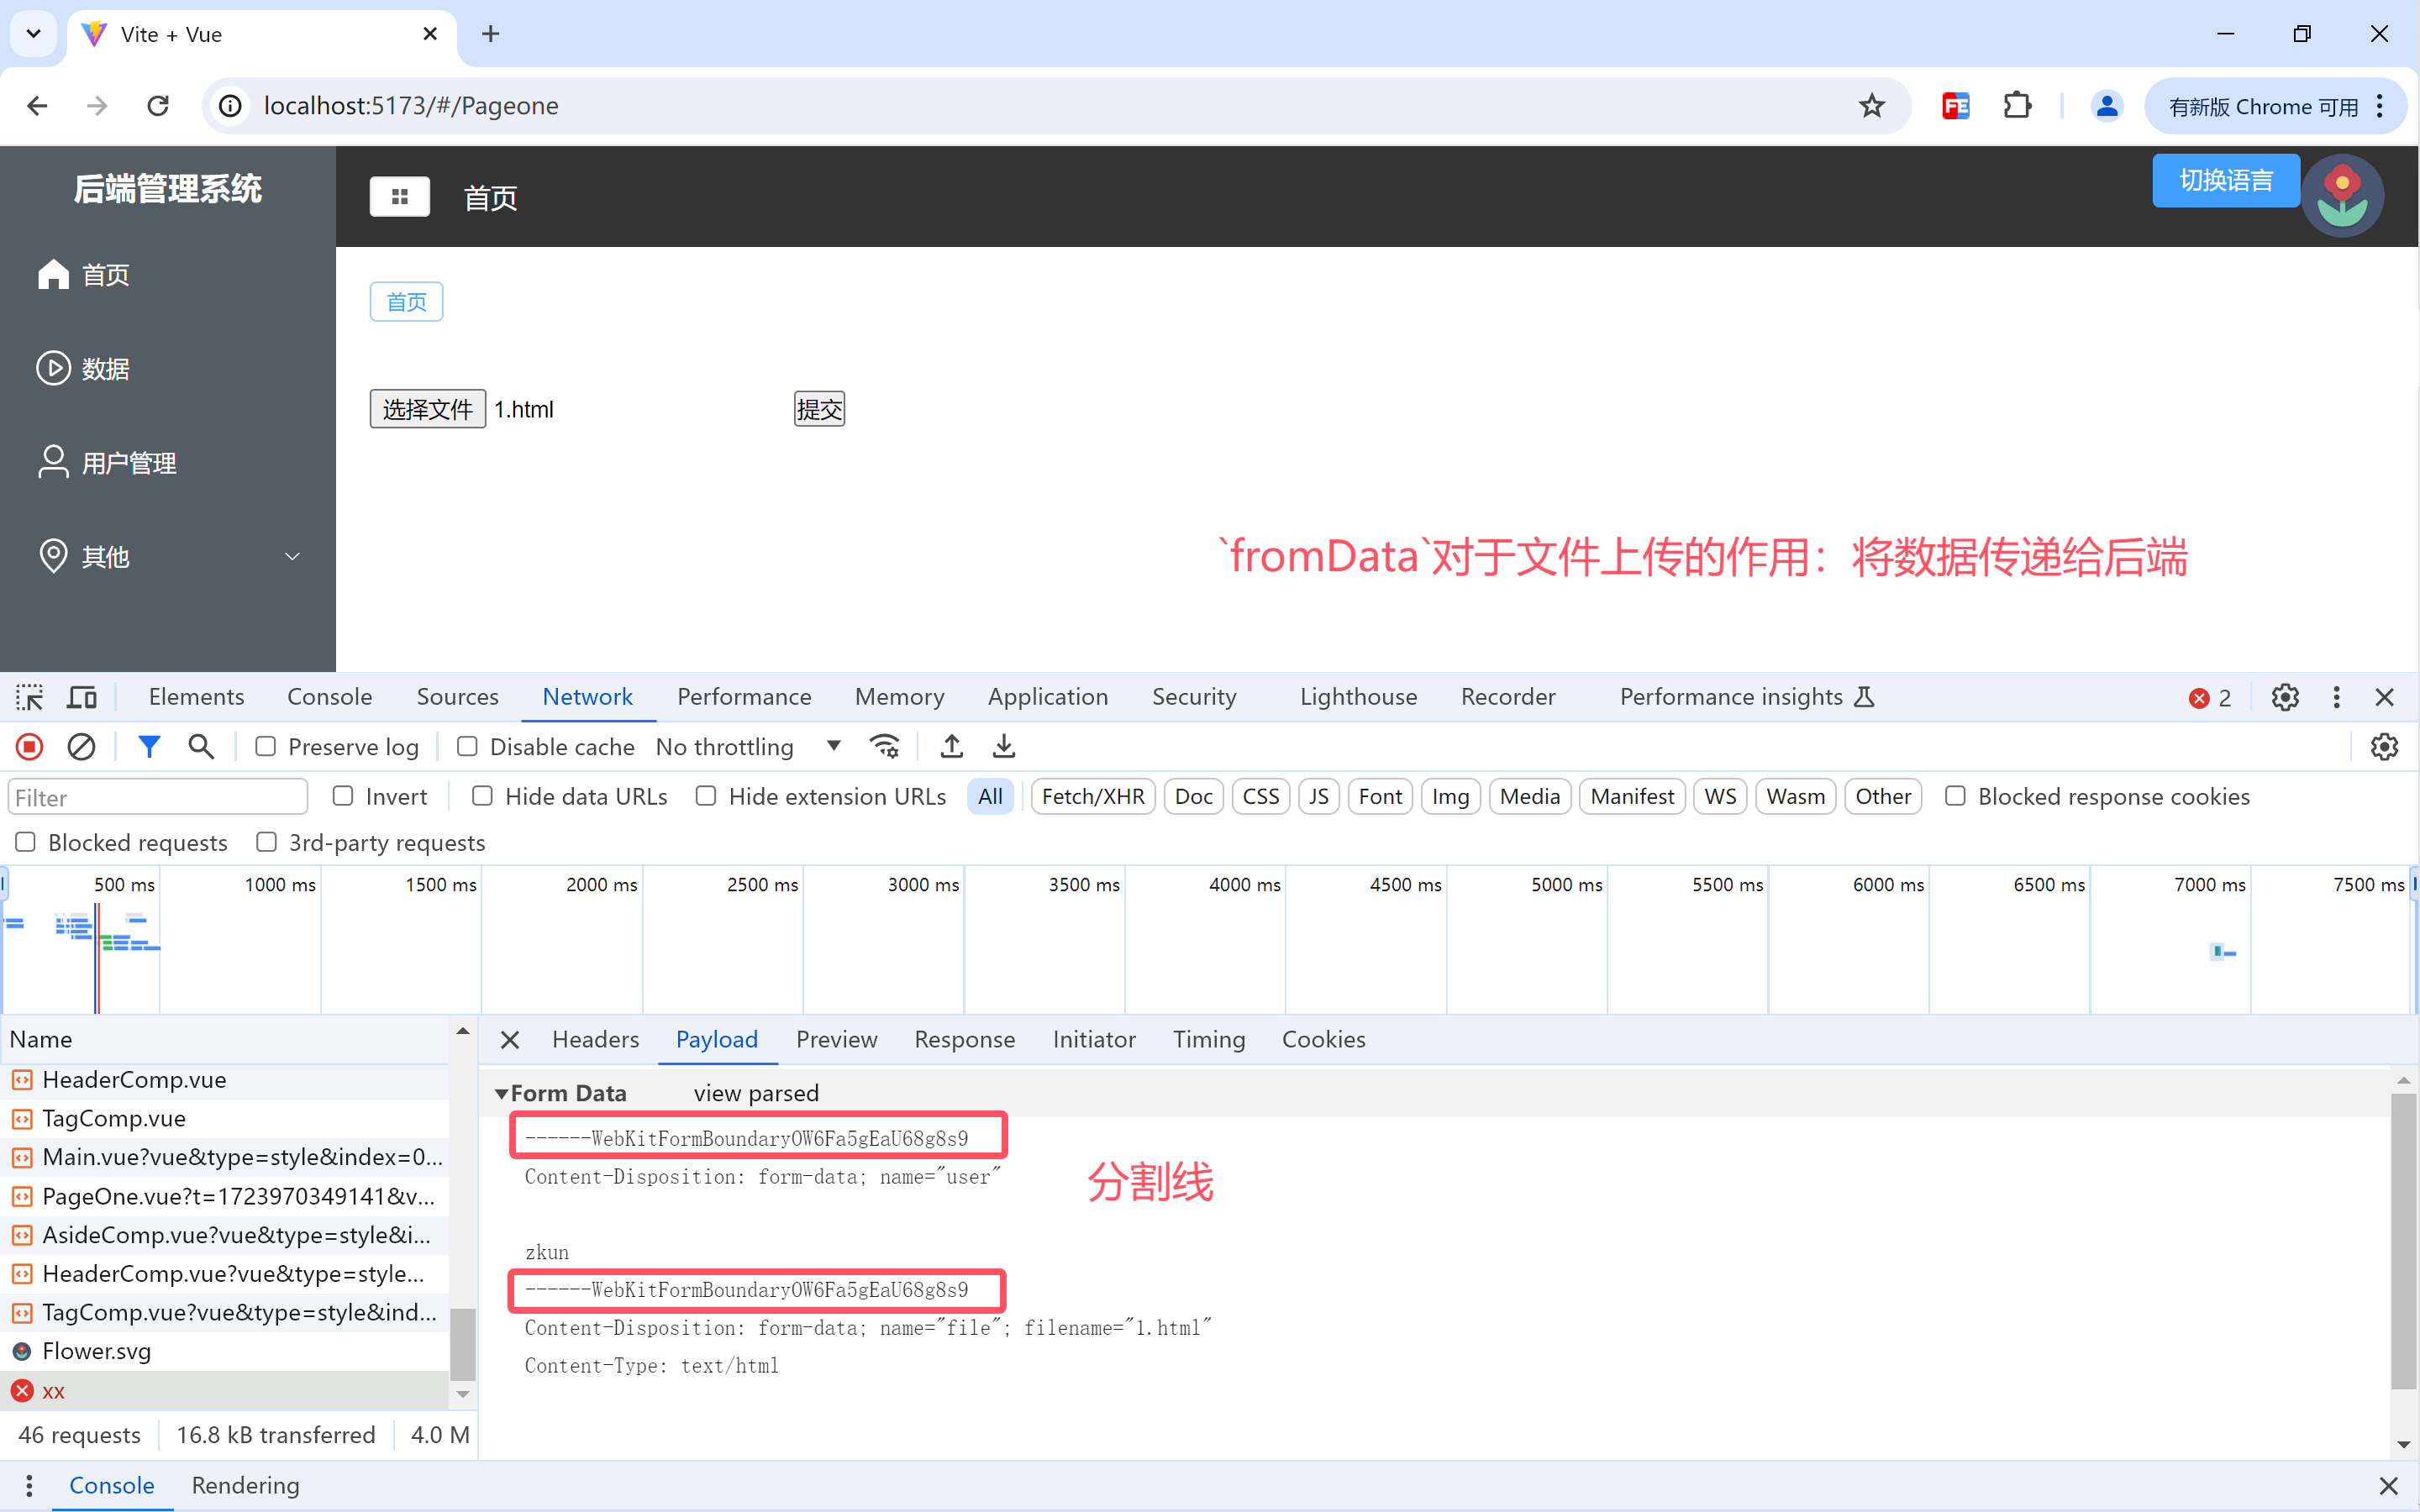 Vite + Vue
localhost:5173/#/Pageone
有新版 Chrome 可用
后端管理系统
首页
切换语言
首页
数据
用户管理
其他
首页
选择文件 1.html
提交
`fromData`对于文件上传的作用：将数据传递给后端
Elements Console Sources Network Performance Memory Application Security Lighthouse Recorder Performance insights 2
Preserve log Disable cache No throttling
Filter Invert Hide data URLs Hide extension URLs All Fetch/XHR Doc CSS JS Font Img Media Manifest WS Wasm Other Blocked response cookies
Blocked requests 3rd-party requests
500 ms 1000 ms 1500 ms 2000 ms 2500 ms 3000 ms 3500 ms 4000 ms 4500 ms 5000 ms 5500 ms 6000 ms 6500 ms 7000 ms 7500 ms
Name
HeaderComp.vue
TagComp.vue
Main.vue?vue&type=style&index=0...
PageOne.vue?t=1723970349141&v...
AsideComp.vue?vue&type=style&i...
HeaderComp.vue?vue&type=style...
TagComp.vue?vue&type=style&ind...
Flower.svg
xx
46 requests 16.8 kB transferred 4.0 M
Headers Payload Preview Response Initiator Timing Cookies
Form Data view parsed
------WebKitFormBoundaryOW6Fa5gEaU68g8s9
Content-Disposition: form-data; name="user"
分割线
zkun
------WebKitFormBoundaryOW6Fa5gEaU68g8s9
Content-Disposition: form-data; name="file"; filename="1.html"
Content-Type: text/html
Console Rendering